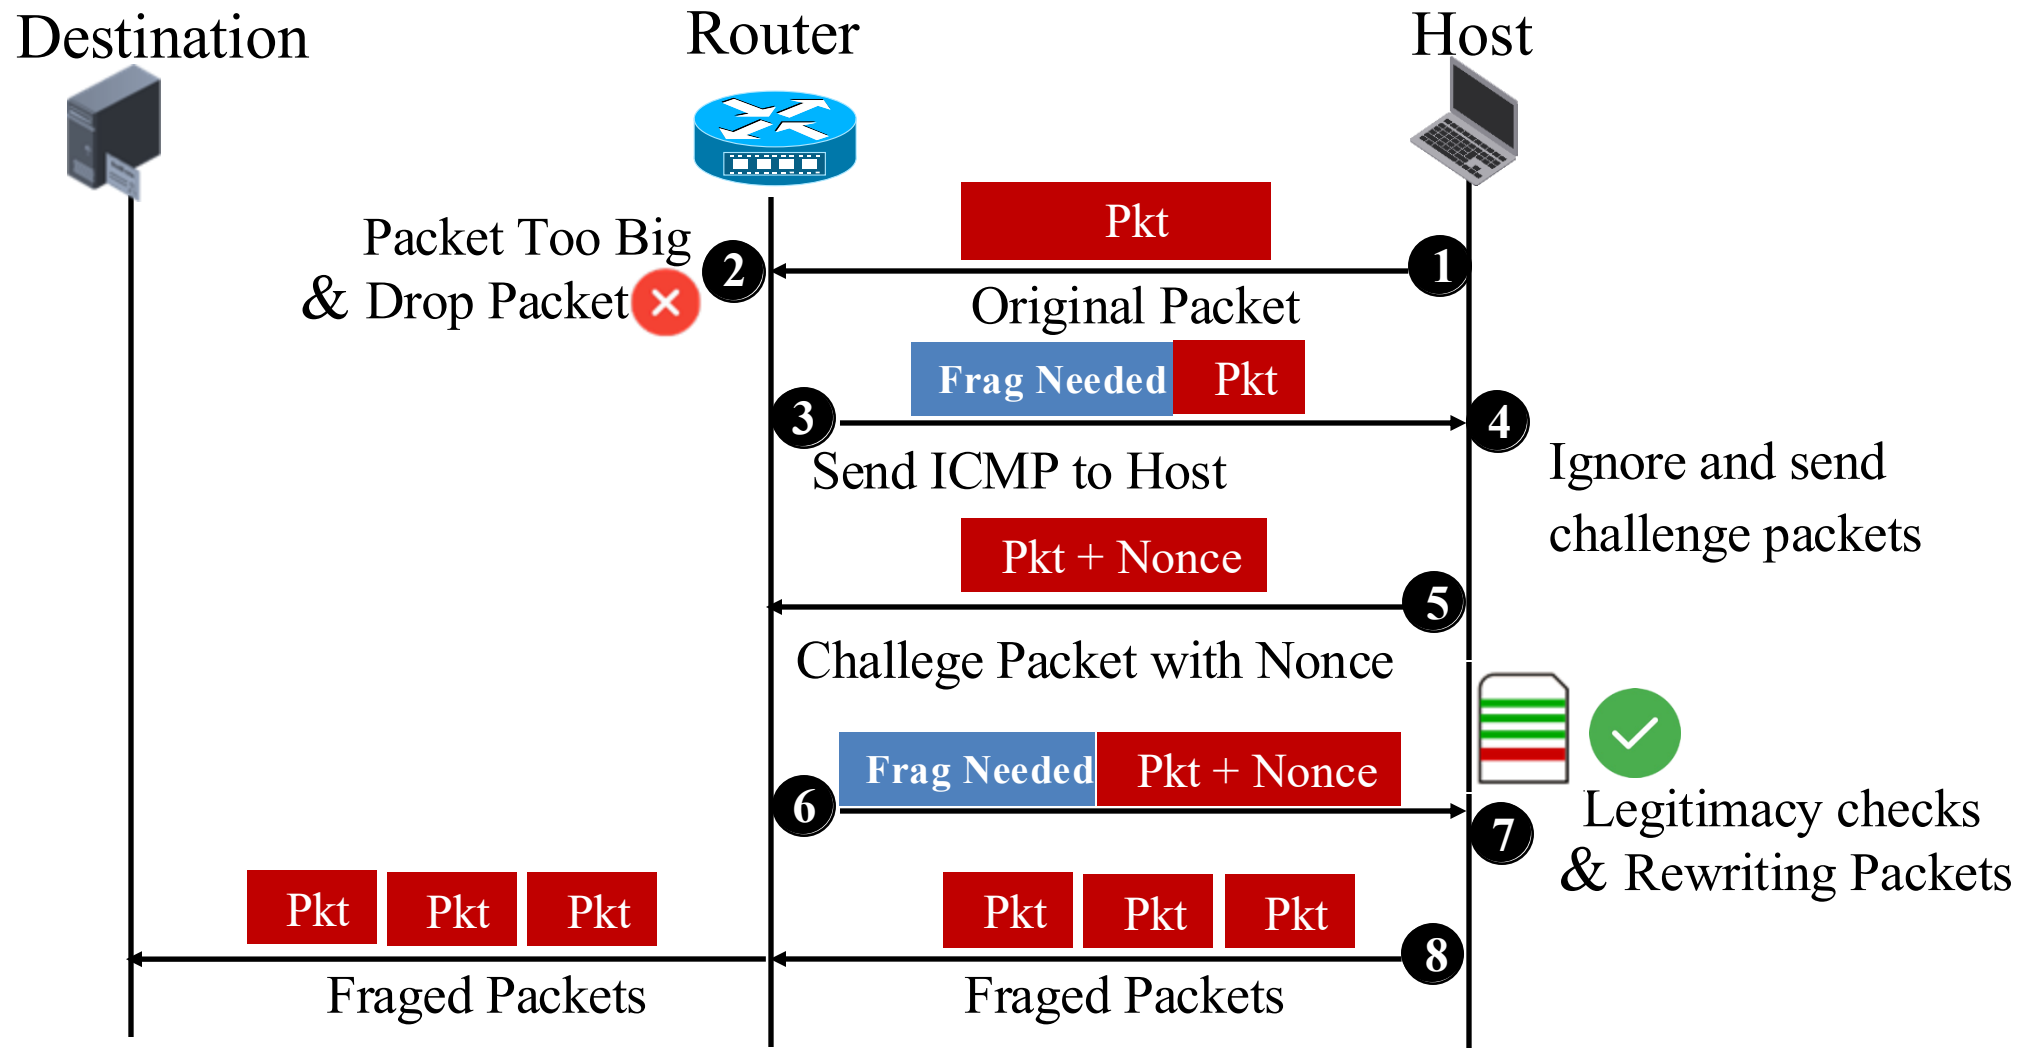 Destination
Router
Host
Pkt
Packet Too Big
& Drop Packet
2
1
Original Packet
Frag Needed
Pkt
3
4
Send ICMP to Host
Ignore and send
challenge packets
Pkt + Nonce
5
Challege Packet with Nonce
Frag Needed
Pkt + Nonce
6
7
Legitimacy checks
& Rewriting Packets
Pkt
Pkt
Pkt
Pkt
Pkt
Pkt
8
Fraged Packets
Fraged Packets